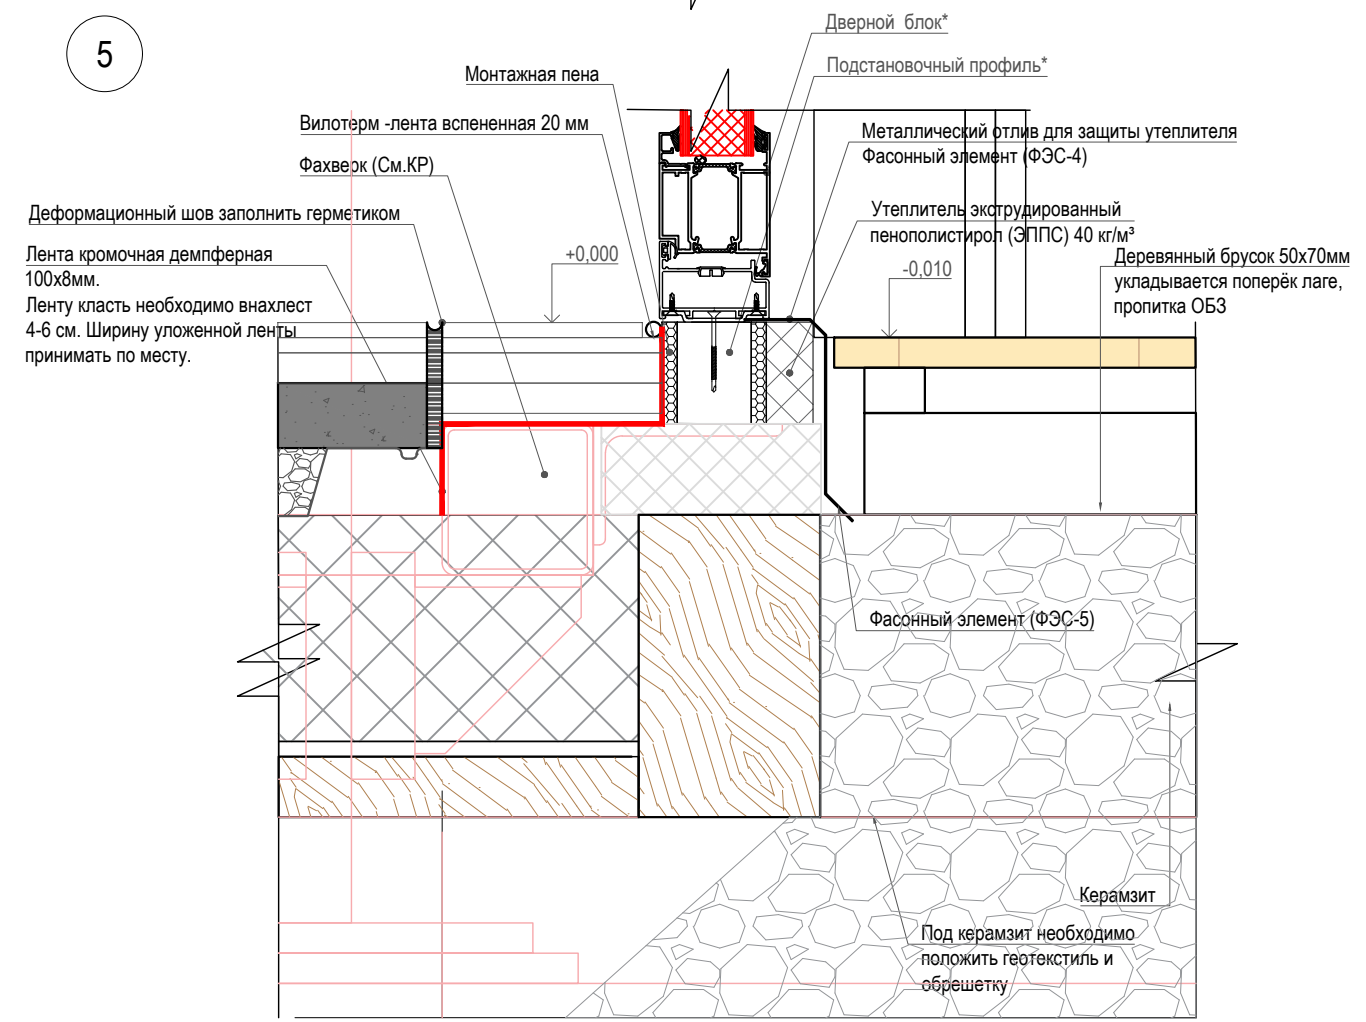 5
Дверной блок*
Подстановочный профиль*
Монтажная пена
Вилотерм -лента вспененная 20 мм
Фахверк (См.КР)
Деформационный шов заполнить герметиком
Лента кромочная демпферная
100х8мм.
Ленту класть необходимо внахлест
4-6 см. Ширину уложенной ленты
принимать по месту.
+0,000
Металлический отлив для защиты утеплителя
Фасонный элемент (ФЭС-4)
Утеплитель экструдированный
пенополистирол (ЭППС) 40 кг/м³
-0,010
Деревянный брусок 50х70мм
укладывается поперёк лаге,
пропитка ОБЗ
Фасонный элемент (ФЭС-5)
Керамзит
Под керамзит необходимо
положить геотекстиль и
обрешетку